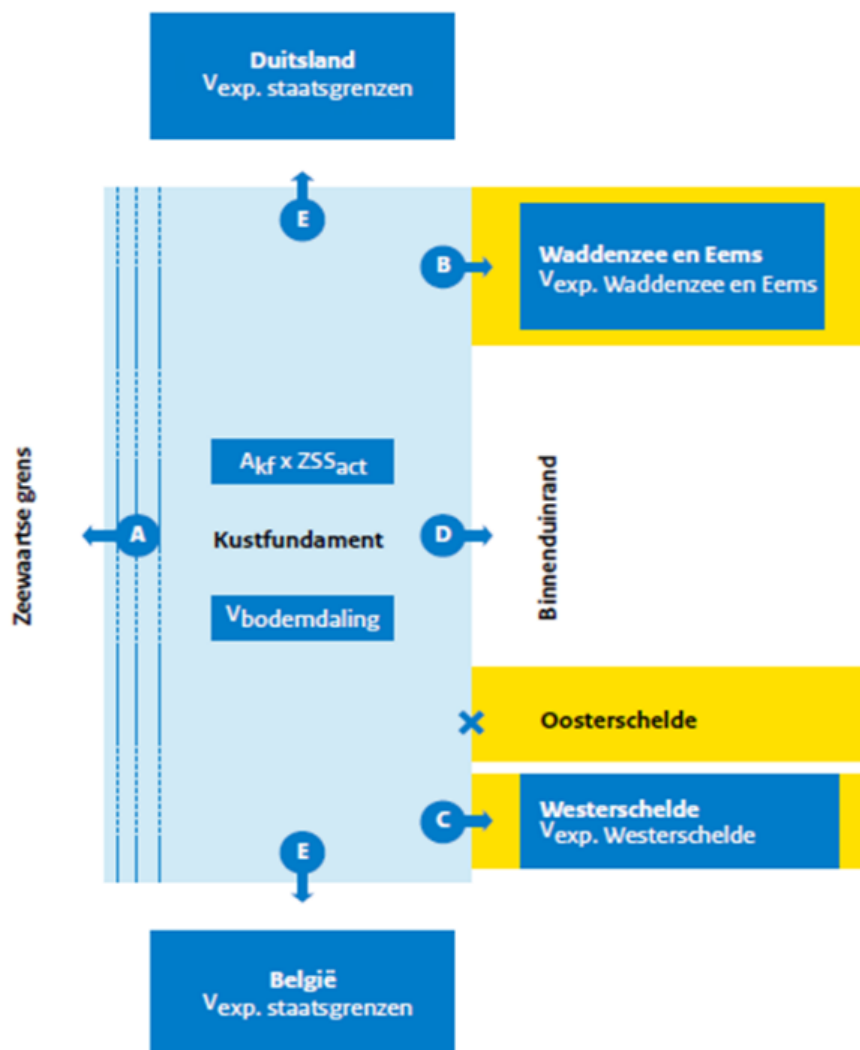 Duitsland
Vexp. staatsgrenzen
E
B
Waddenzee en Eems
Vexp. Waddenzee en Eems
Zeewaartse grens
A
Akf x ZSSact
Kustfundament
Vbodemdaling
D
Binnenduinrand
Oosterschelde
C
Westerschelde
Vexp. Westerschelde
E
België
Vexp. staatsgrenzen